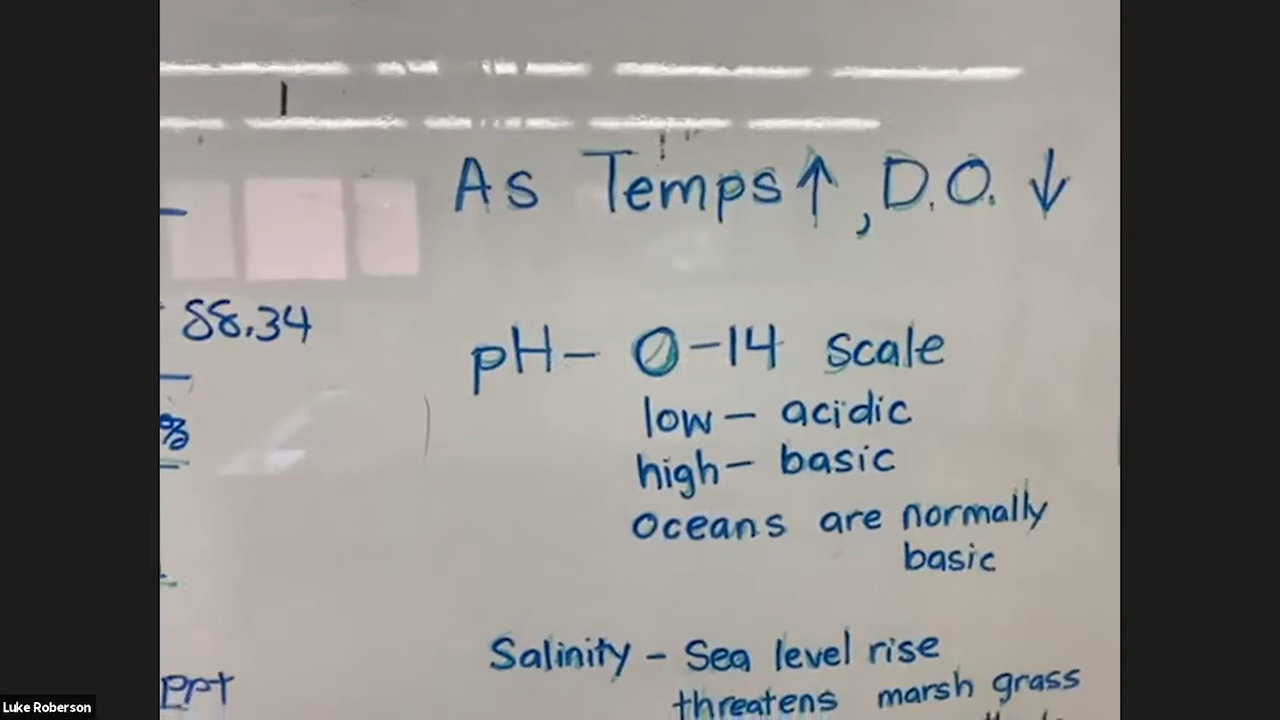 As Temps ↑, D.O. ↓
88.34
pH- 0-14 scale
low - acidic
%
high - basic
oceans are normally
basic
Salinity - Sea level rise
ppt
threatens marsh grass
Luke Roberson